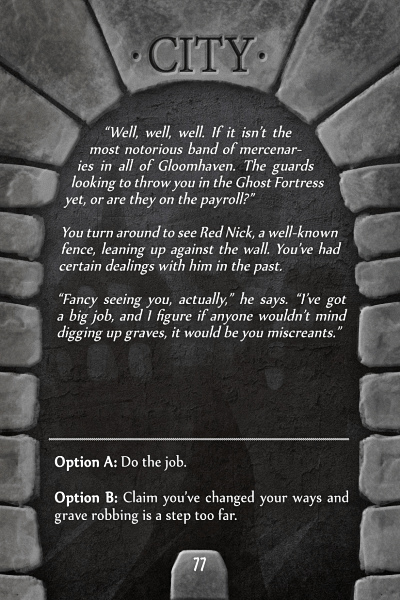 · CITY ·
“Well, well, well. If it isn’t the
most notorious band of mercenar-
ies in all of Gloomhaven. The guards
looking to throw you in the Ghost Fortress
yet, or are they on the payroll?”
You turn around to see Red Nick, a well-known
fence, leaning up against the wall. You’ve had
certain dealings with him in the past.
“Fancy seeing you, actually,” he says. “I’ve got
a big job, and I figure if anyone wouldn’t mind
digging up graves, it would be you miscreants.”
Option A: Do the job.
Option B: Claim you’ve changed your ways and
grave robbing is a step too far.
77